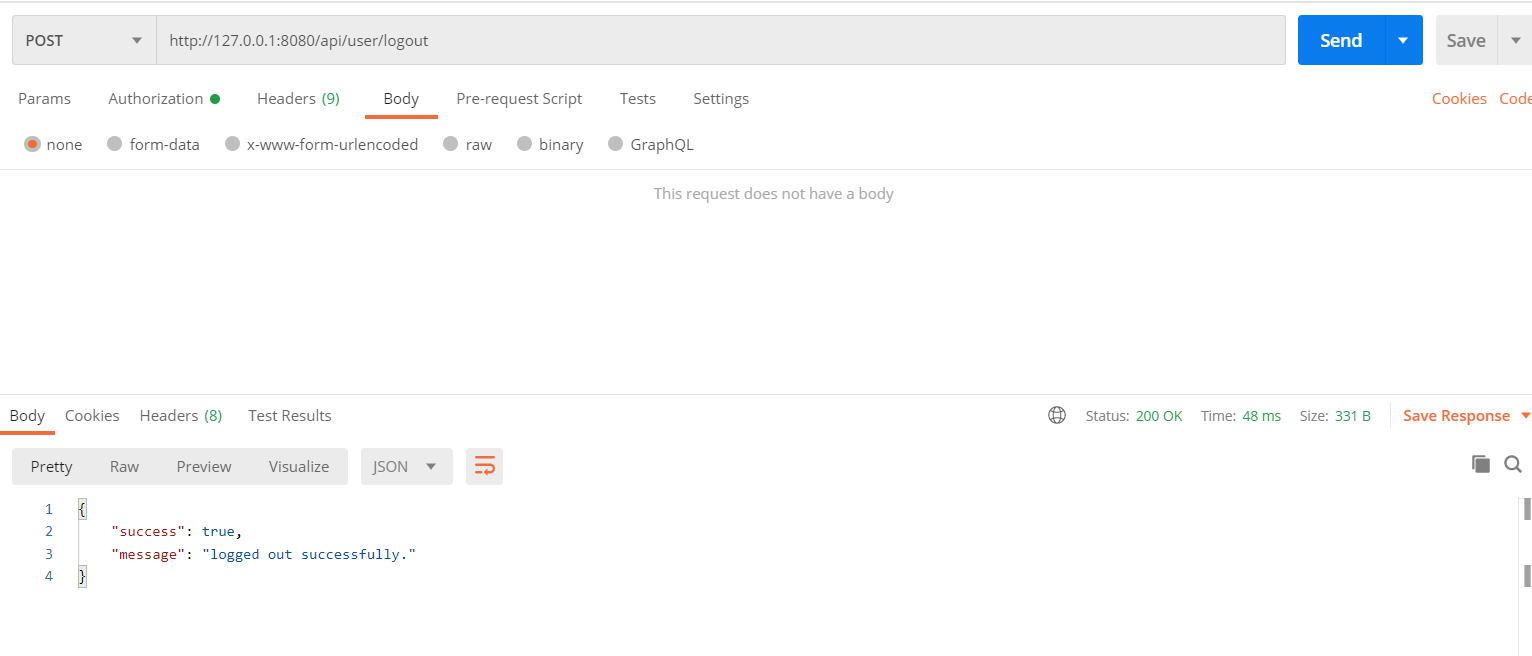 POST http://127.0.0.1:8080/api/user/logout Send Save
Params Authorization Headers (9) Body Pre-request Script Tests Settings Cookies Code
none form-data x-www-form-urlencoded raw binary GraphQL
This request does not have a body
Body Cookies Headers (8) Test Results Status: 200 OK Time: 48 ms Size: 331 B Save Response
Pretty Raw Preview Visualize JSON
1 {
2 "success": true,
3 "message": "logged out successfully."
4 }